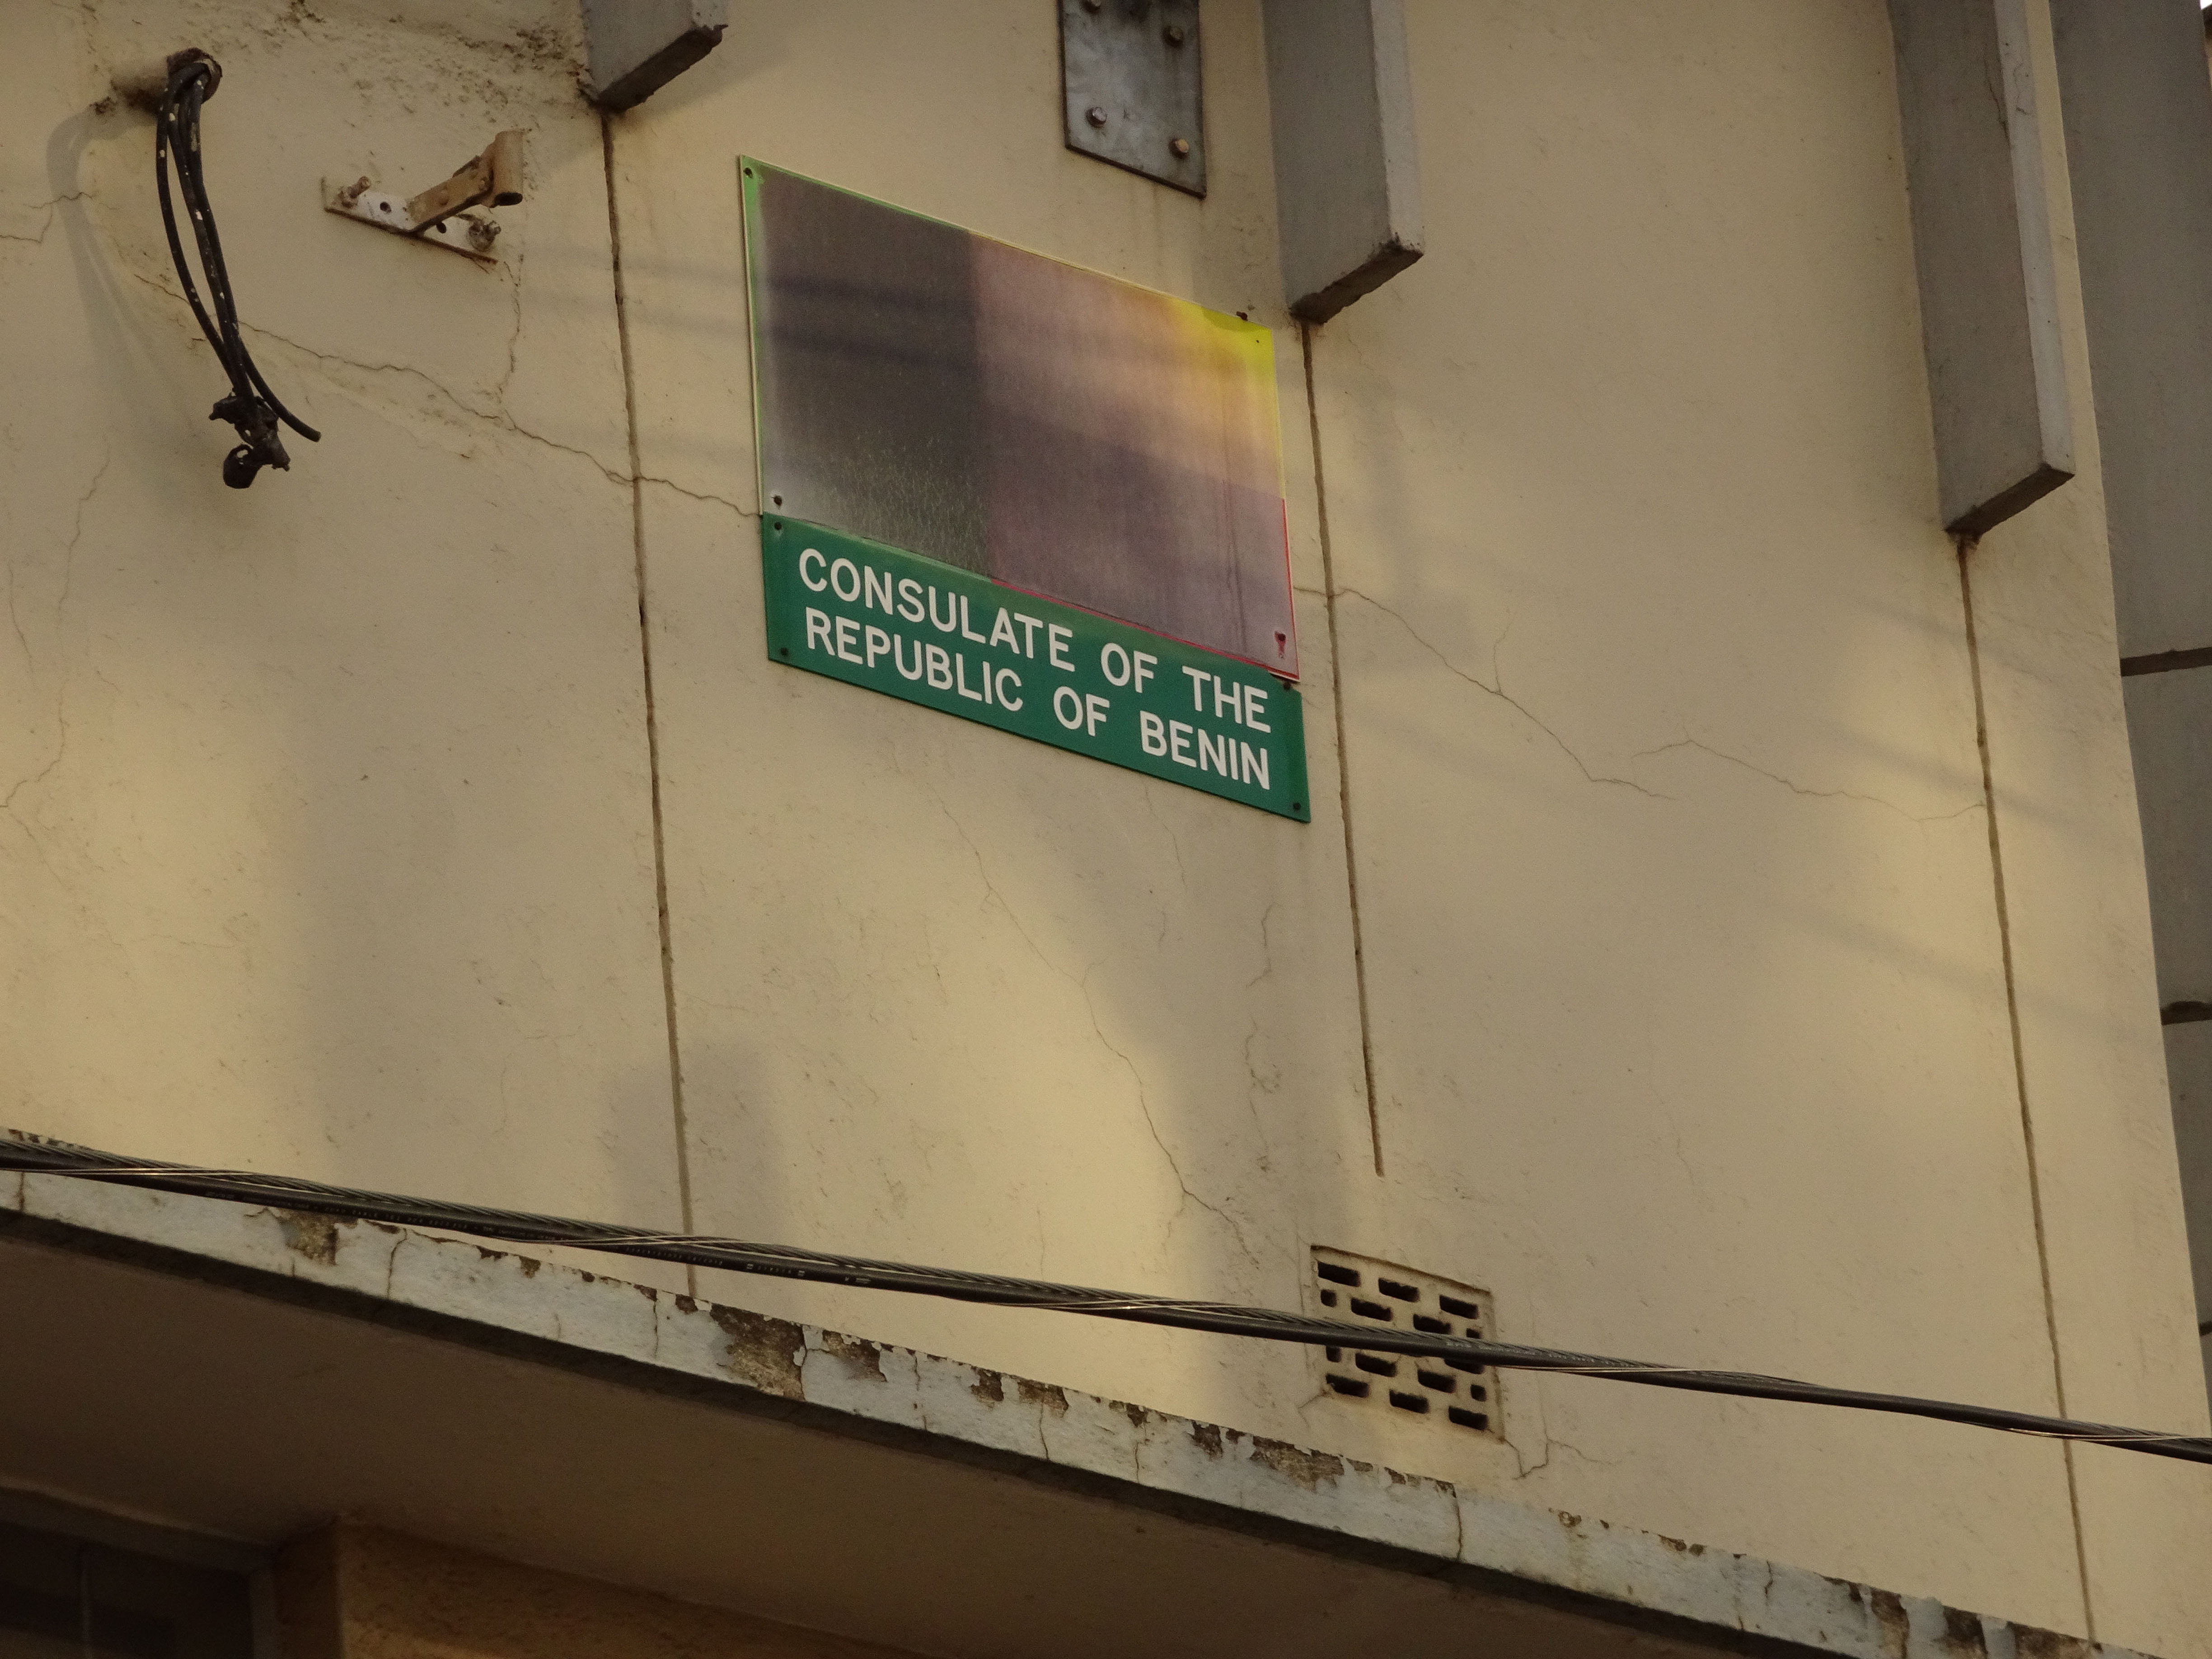 CONSULATE OF THE
REPUBLIC OF BENIN